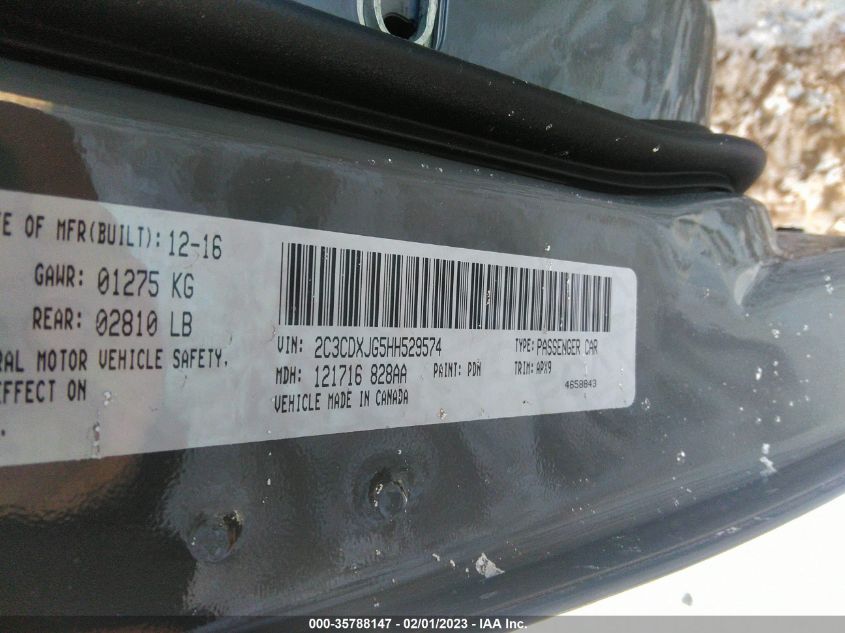 TE OF MFR(BUILT): 12-16
GAWR: 01275 KG
REAR: 02810 LB
RAL MOTOR VEHICLE SAFETY,
EFFECT ON
VIN: 2C3CDXJG5HH529574
TYPE: PASSENGER CAR
MDH: 121716 828AA
PAINT: PDN
TRIM: APX9
4658843
VEHICLE MADE IN CANADA
000-35788147 - 02/01/2023 - IAA Inc.